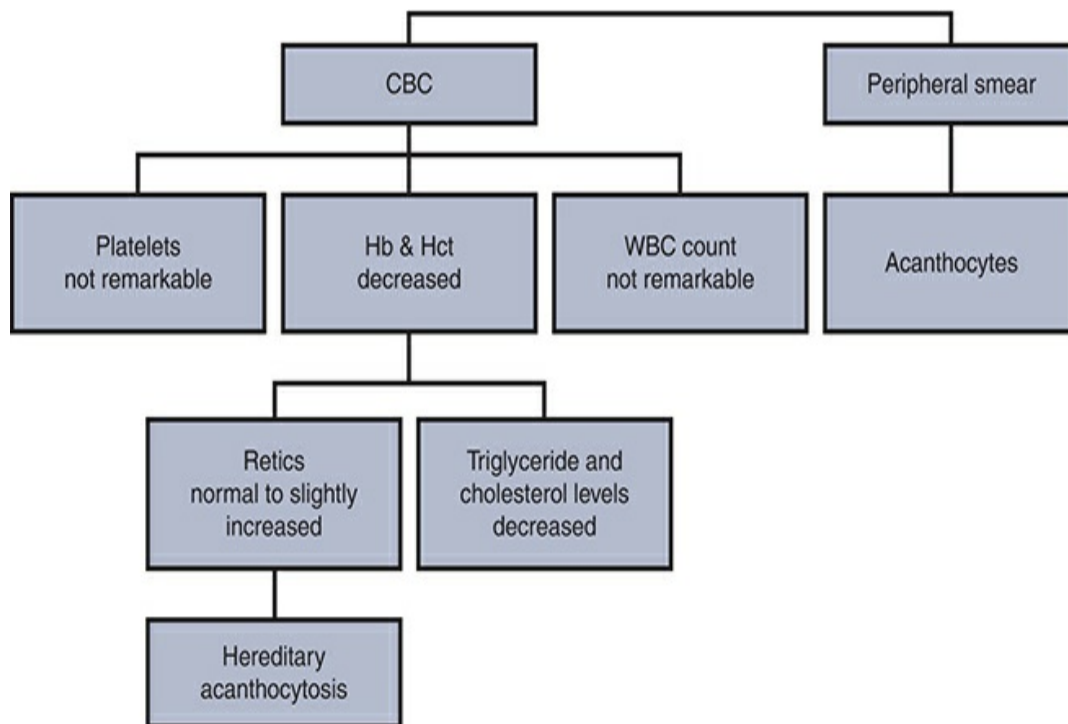 CBC
Peripheral smear
Platelets
not remarkable
Hb & Hct
decreased
WBC count
not remarkable
Acanthocytes
Retics
normal to slightly
increased
Triglyceride and
cholesterol levels
decreased
Hereditary
acanthocytosis